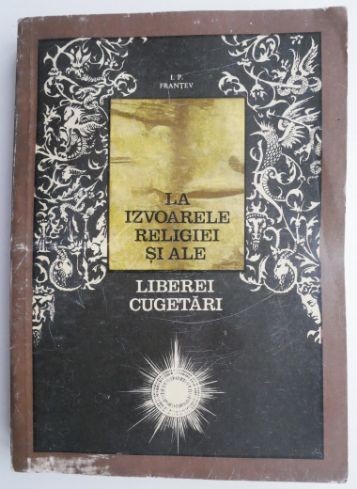 I. P.
FRANȚEV
LA
IZVOARELE
RELIGIEI
ȘI ALE
LIBEREI
CUGETĂRI